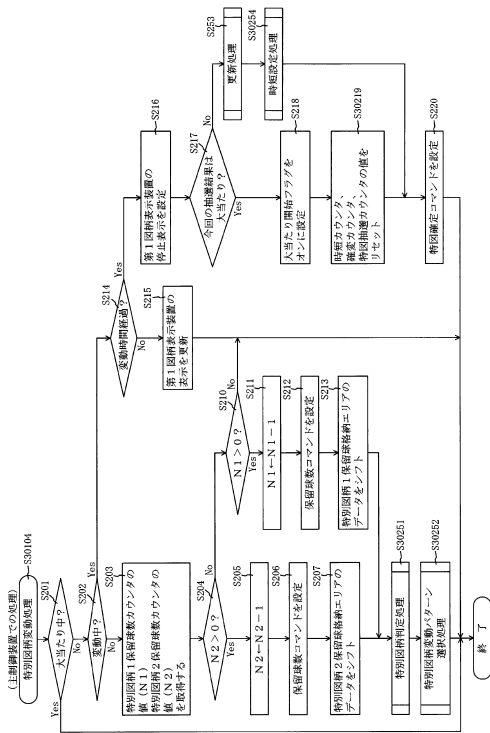 (主制御装置での処理)
特別図柄変動処理
S30104
大当たり中?
S201
Yes
No
変動中?
S202
Yes
No
特別図柄1保留球数カウンタの
値(N1)
特別図柄2保留球数カウンタの
値(N2)
を取得する
S203
N2>0?
S204
No
Yes
N2←N2-1
S205
保留球数コマンドを設定
S206
特別図柄2保留球格納エリアの
データをシフト
S207
N1>0?
S210
No
Yes
N1←N1-1
S211
保留球数コマンドを設定
S212
特別図柄1保留球格納エリアの
データをシフト
S213
特別図柄判定処理
S30251
特別図柄変動パターン
選択処理
S30252
変動時間経過?
S214
Yes
No
第1図柄表示装置の
表示を更新
S215
第1図柄表示装置の
停止表示を設定
S216
今回の抽選結果は
大当たり?
S217
No
Yes
大当たり開始フラグを
オンに設定
S218
時短カウンタ、
確変カウンタ、
特図抽選カウンタの値を
リセット
S30219
更新処理
S253
時短設定処理
S30254
特図確定コマンドを設定
S220
終了